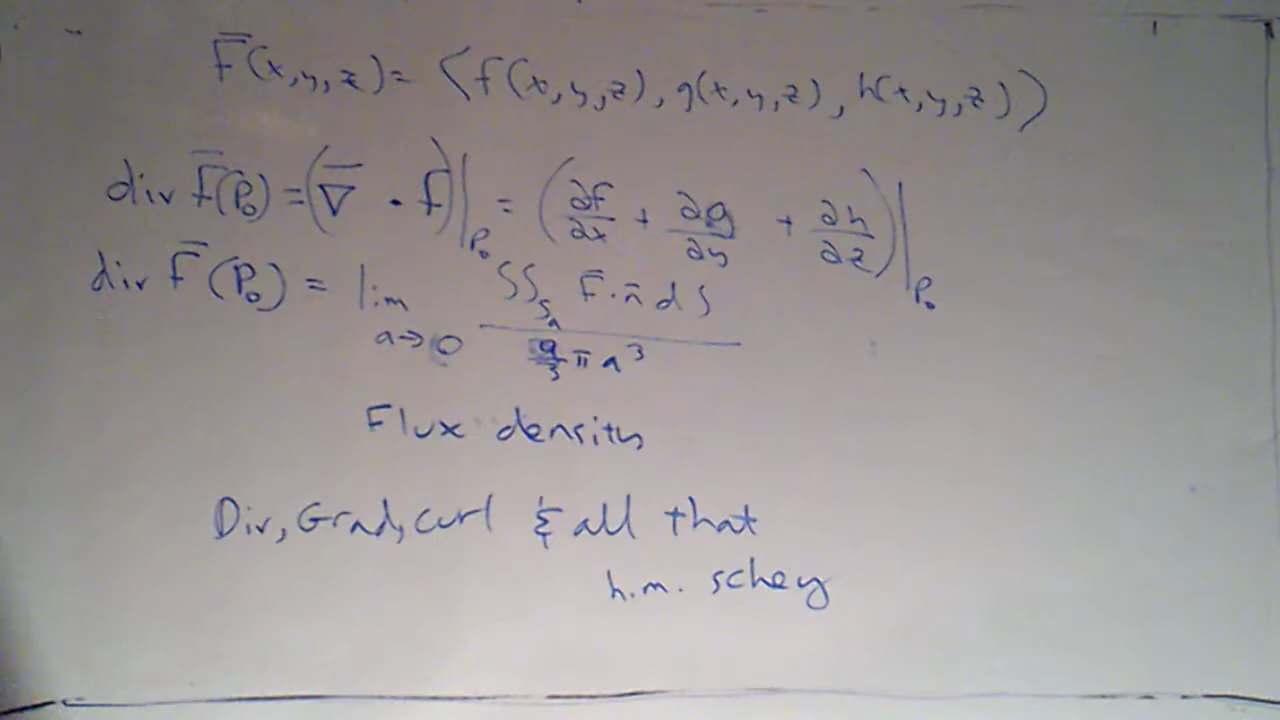 F̄(x,y,z) = ⟨f(x,y,z), g(x,y,z), h(x,y,z)⟩
div F̄(P₀) = (∇̄ · f)|P₀ = (∂f/∂x + ∂g/∂y + ∂h/∂z)|P₀
div F̄(P₀) = lim a→0 ∫∫Sₐ F̄·n̄ dS / (4/3 π a³)
Flux density
Div, Grad, curl & all that
h.m. schey